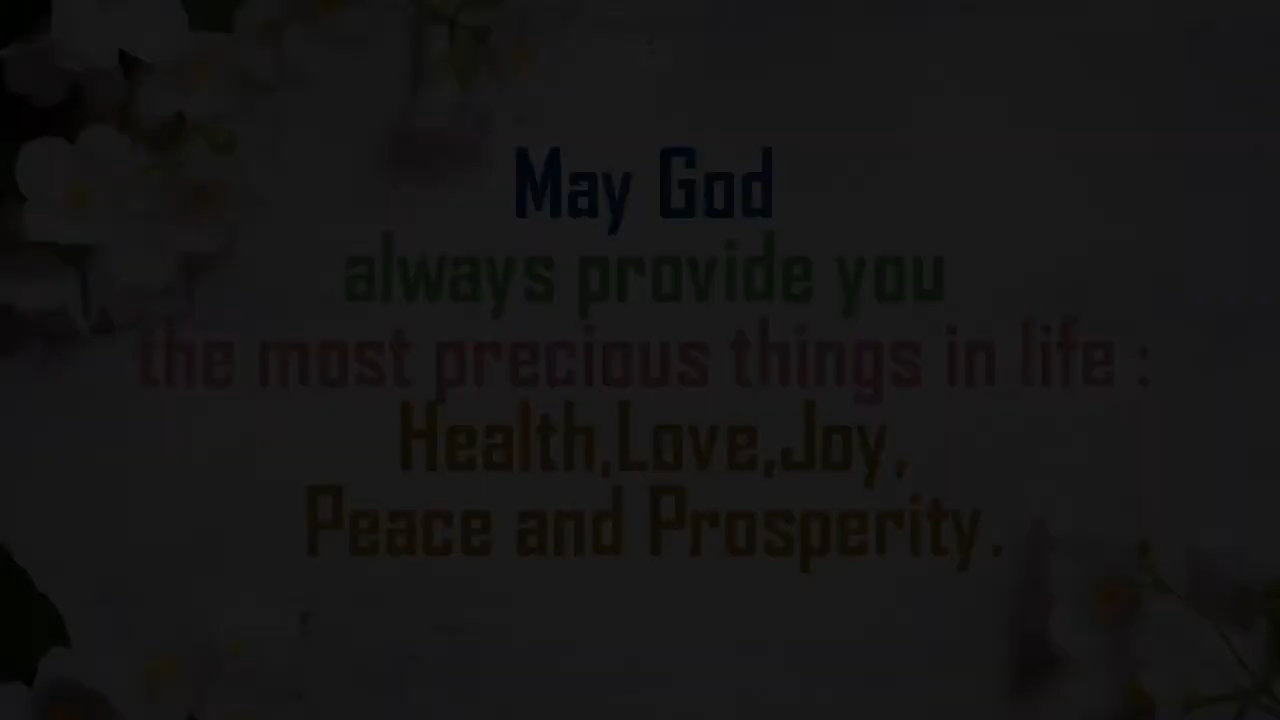 May God
always provide you
the most precious things in life :
Health,Love,Joy,
Peace and Prosperity.